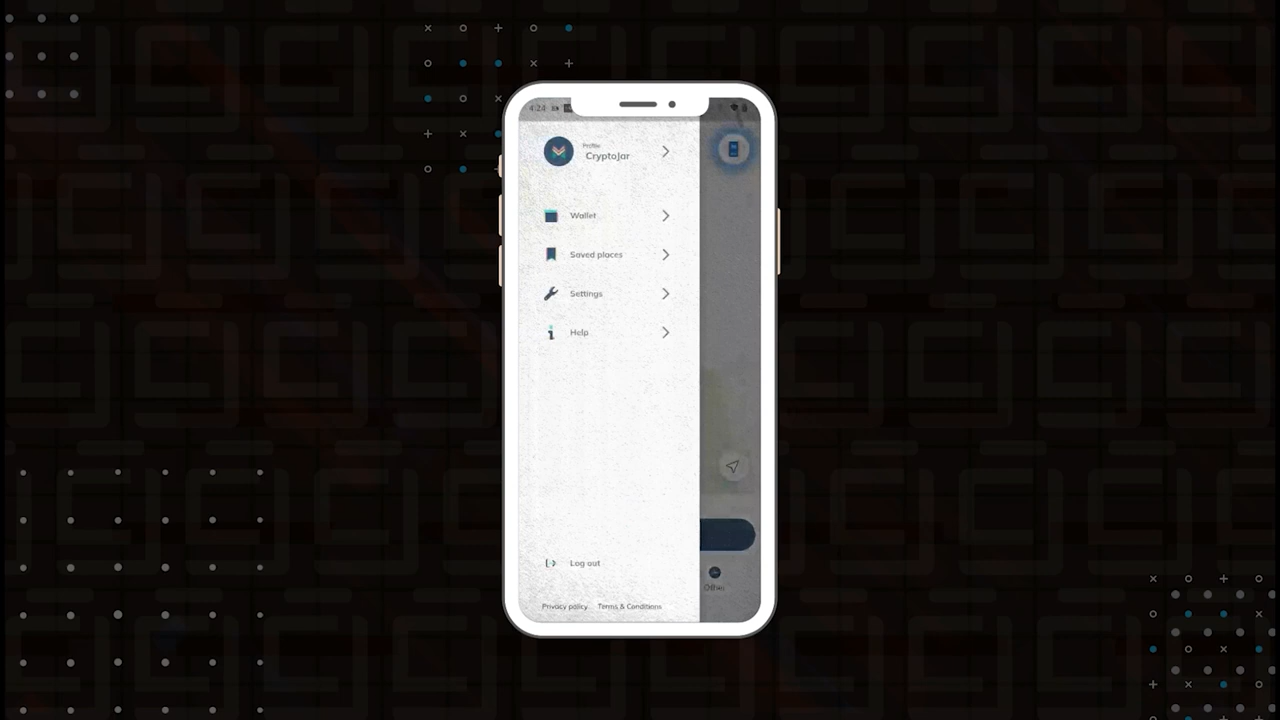 4:24
Profile
CryptoJar
Wallet
Saved places
Settings
Help
Log out
Privacy policy Terms & Conditions